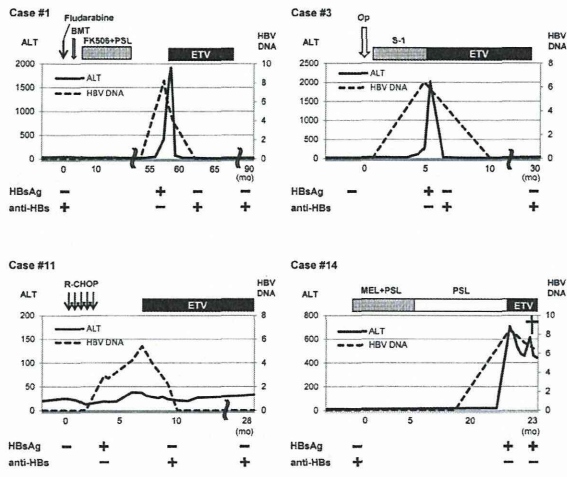 Case #1
Fludarabine
BMT
FK506+PSL
ETV
ALT
HBV DNA
2000
1500
1000
500
0
10
8
6
4
2
0
ALT
HBV DNA
0 10 55 60 65 90
(mo)
HBsAg − + − −
anti-HBs + − + +
Case #3
Op
S-1
ETV
ALT
HBV DNA
2500
2000
1500
1000
500
0
8
6
4
2
0
ALT
HBV DNA
0 5 10 30
(mo)
HBsAg − + − −
anti-HBs − + +
Case #11
R-CHOP
ETV
ALT
HBV DNA
200
150
100
50
0
8
6
4
2
0
ALT
HBV DNA
0 5 10 28
(mo)
HBsAg − + − −
anti-HBs − + +
Case #14
MEL+PSL
PSL
ETV
ALT
HBV DNA
800
600
400
200
0
10
8
6
4
2
0
ALT
HBV DNA
†
0 5 20 23
(mo)
HBsAg − + +
anti-HBs + − −